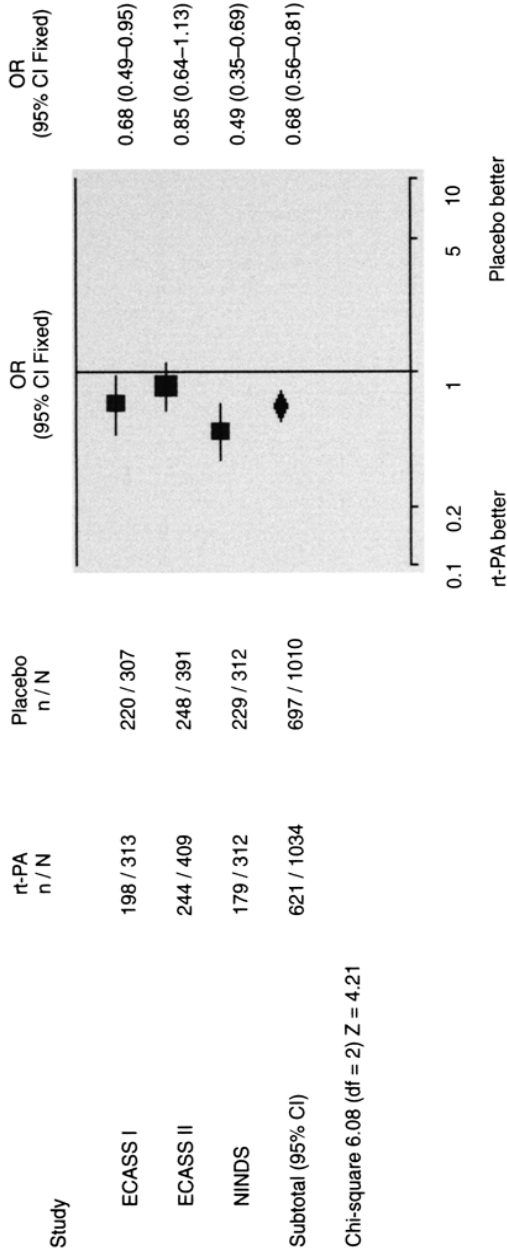 Study rt-PA n / N Placebo n / N OR (95% CI Fixed) OR (95% CI Fixed)
ECASS I 198 / 313 220 / 307 0.68 (0.49–0.95)
ECASS II 244 / 409 248 / 391 0.85 (0.64–1.13)
NINDS 179 / 312 229 / 312 0.49 (0.35–0.69)
Subtotal (95% CI) 621 / 1034 697 / 1010 0.68 (0.56–0.81)
Chi-square 6.08 (df = 2) Z = 4.21
0.1 0.2 1 5 10
rt-PA better Placebo better